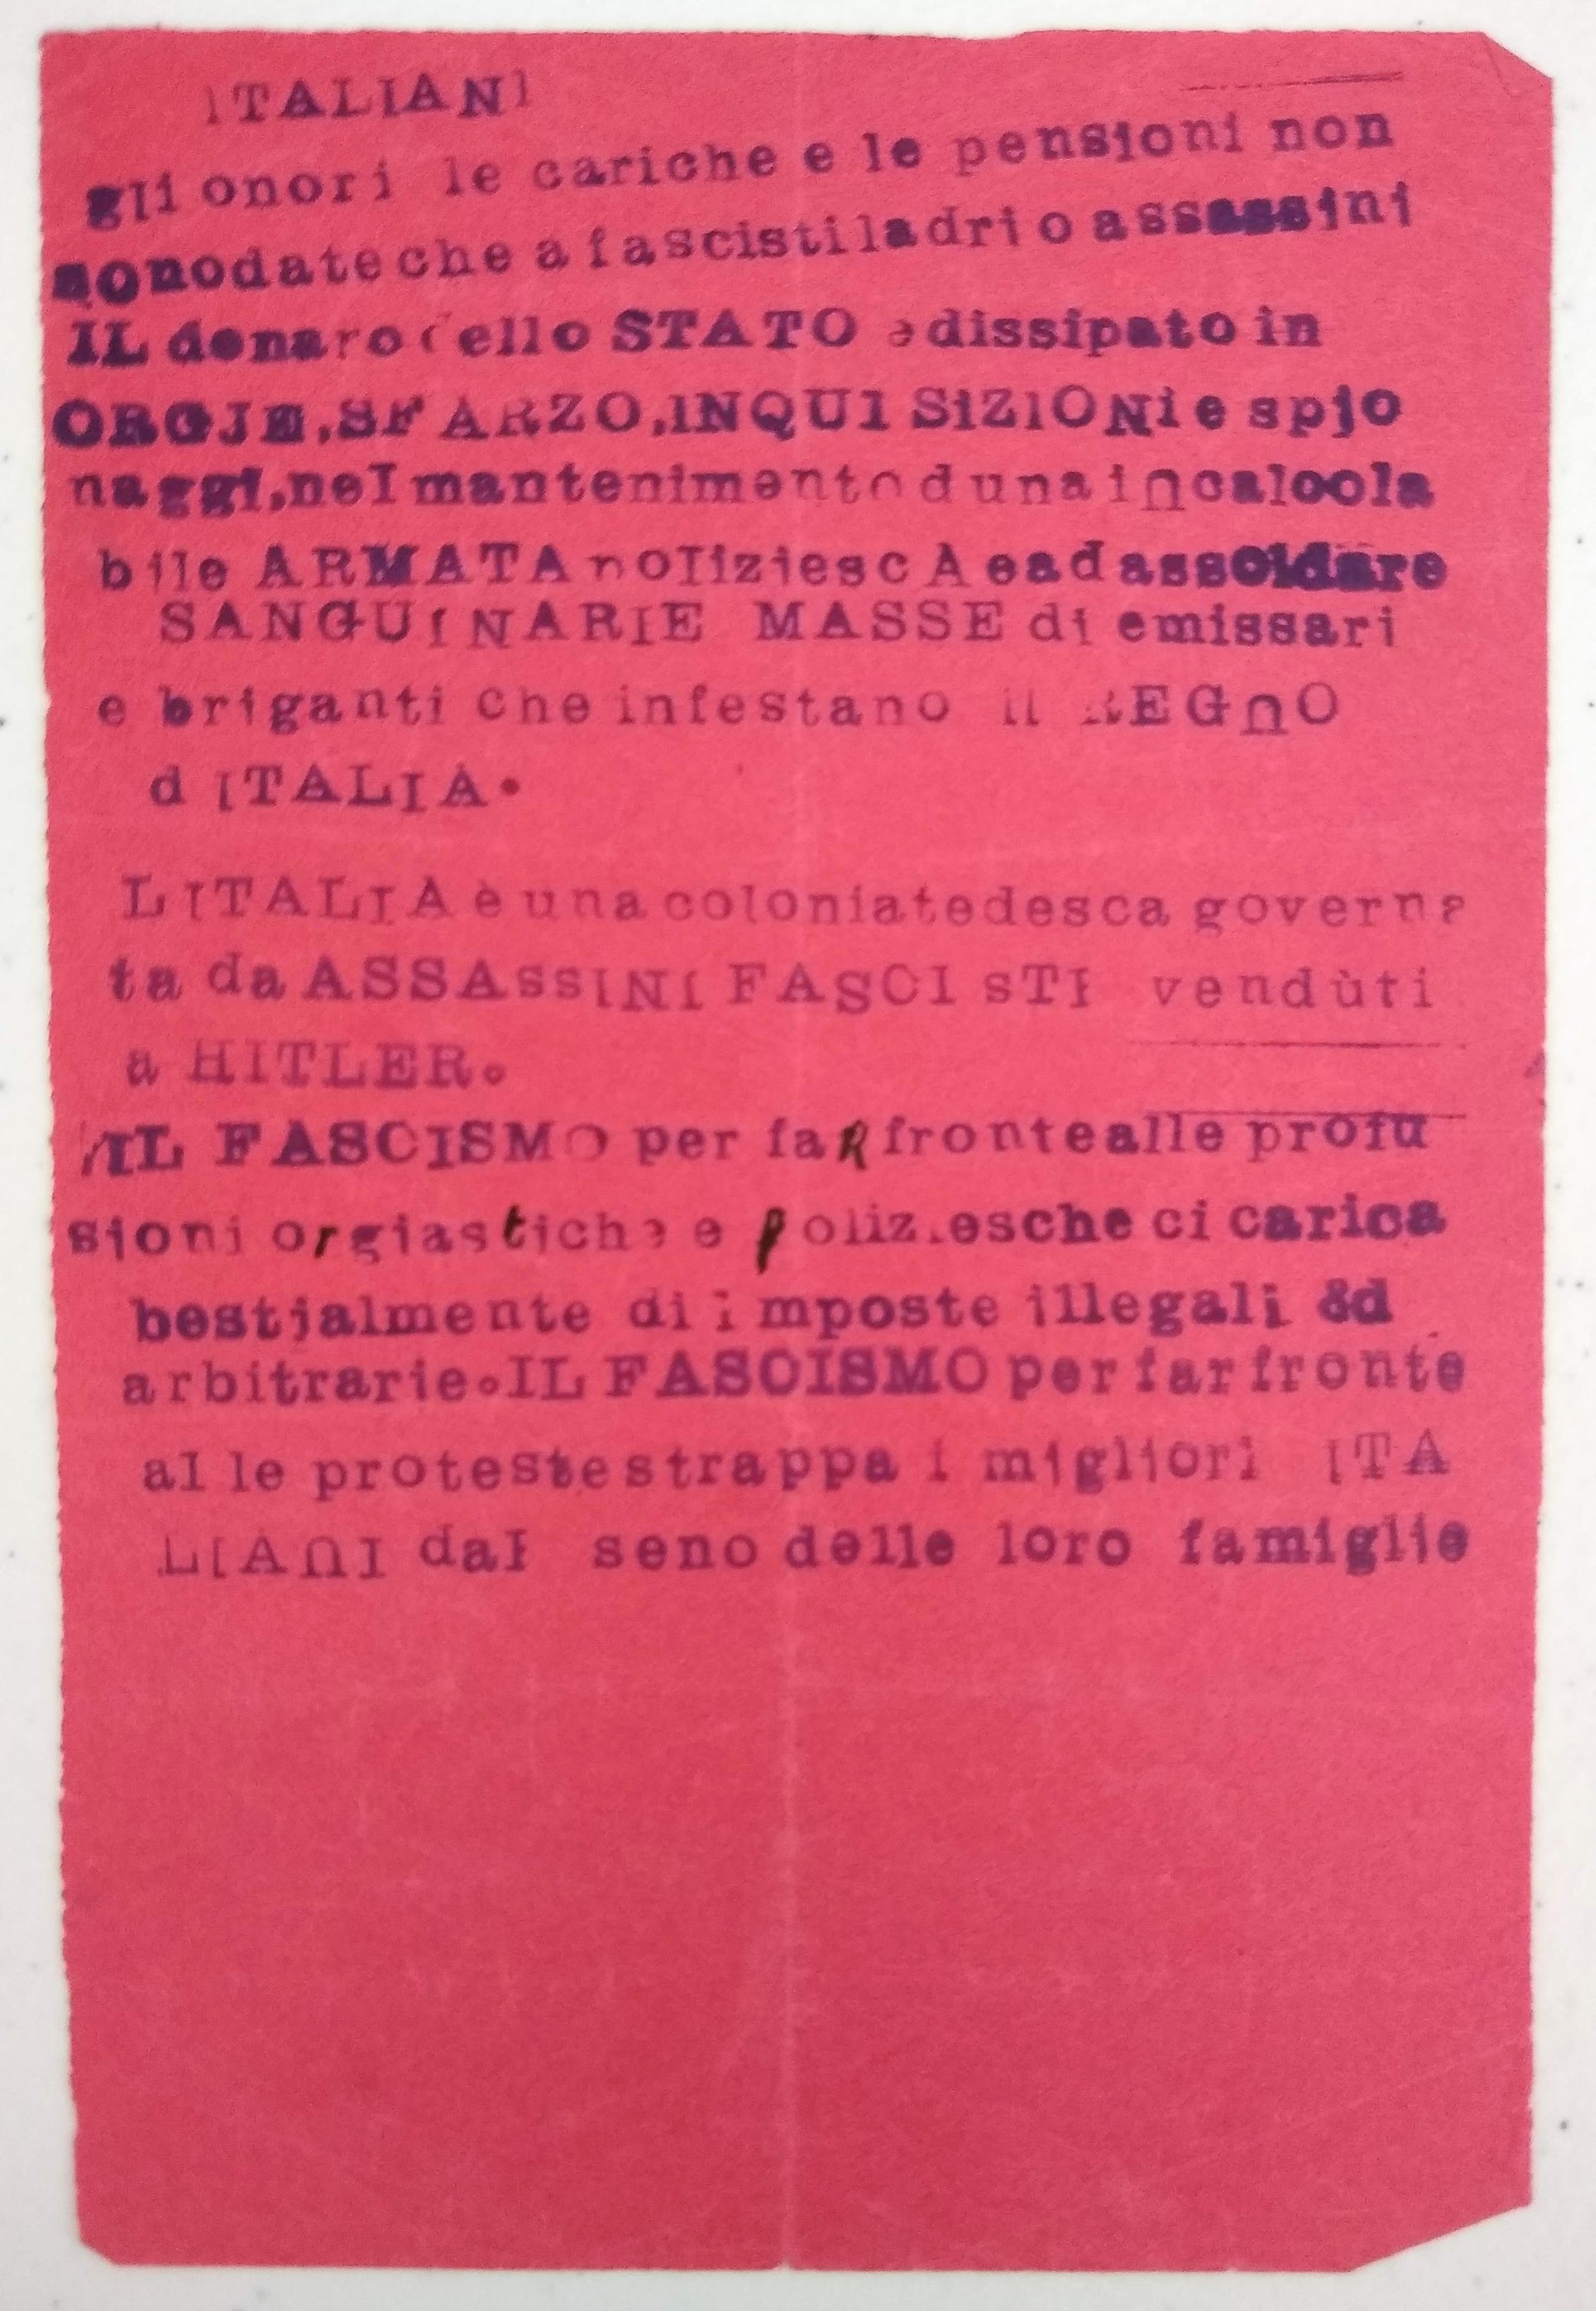 ITALIANI
gli onori le cariche e le pensioni non
sono date che a fascisti ladri o assassini
IL denaro dello STATO e dissipato in
ORGJE, SFARZO, INQUISiZIONi e spjo
naggi, nel mantenimento d una incalcola
bile ARMATA poliziescA e ad assoldare
SANGUINARIE MASSE di emissari
e briganti che infestano il REGnO
d ITALIA.
L ITALIA è una colonia tedesca governa
ta da ASSAssINI FASCIsTI vendùti
a HITLER.
IL FASCISMO per faR fronte alle profu
sioni orgiastiche e poliziesche ci carica
bestialmente di imposte illegali &d
arbitrarie. IL FASCISMO per far fronte
alle proteste strappa i migliori ITA
LIAnI dal seno delle loro famiglie